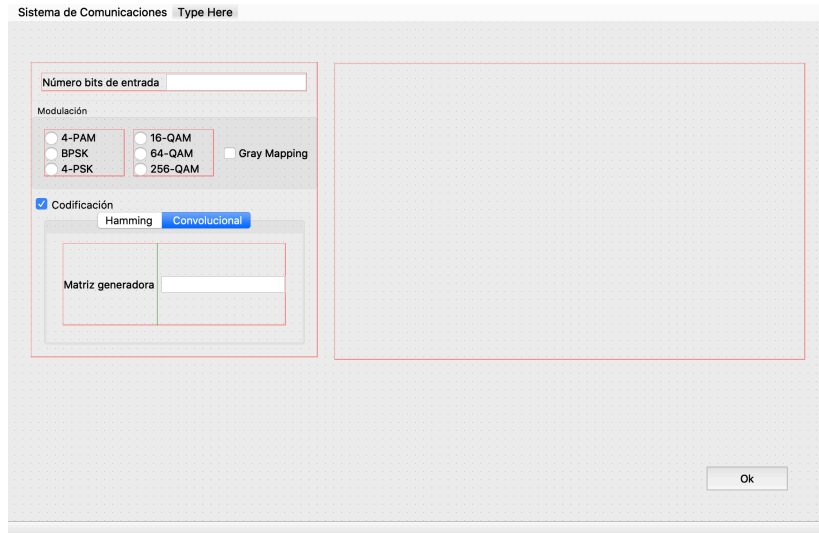 Sistema de Comunicaciones Type Here
Número bits de entrada
Modulación
4-PAM 16-QAM
BPSK 64-QAM Gray Mapping
4-PSK 256-QAM
Codificación
Hamming Convolucional
Matriz generadora
Ok